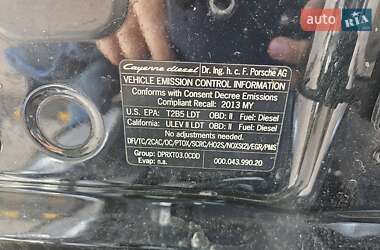 auto RIA
Cayenne diesel Dr. Ing. h. c. F. Porsche AG
VEHICLE EMISSION CONTROL INFORMATION
Conforms with Consent Decree Emissions
Compliant Recall: 2013 MY
U.S. EPA: T2B5 LDT OBD: II Fuel: Diesel
California: ULEV II LDT OBD: II Fuel: Diesel
No adjustments needed.
DFI/TC/2CAC/OC/PTOX/SCRC/HO2S/NOXS(2)/EGR/PMS
Group: DPRXT03.0CDD
Evap: n.a. 000.043.990.20